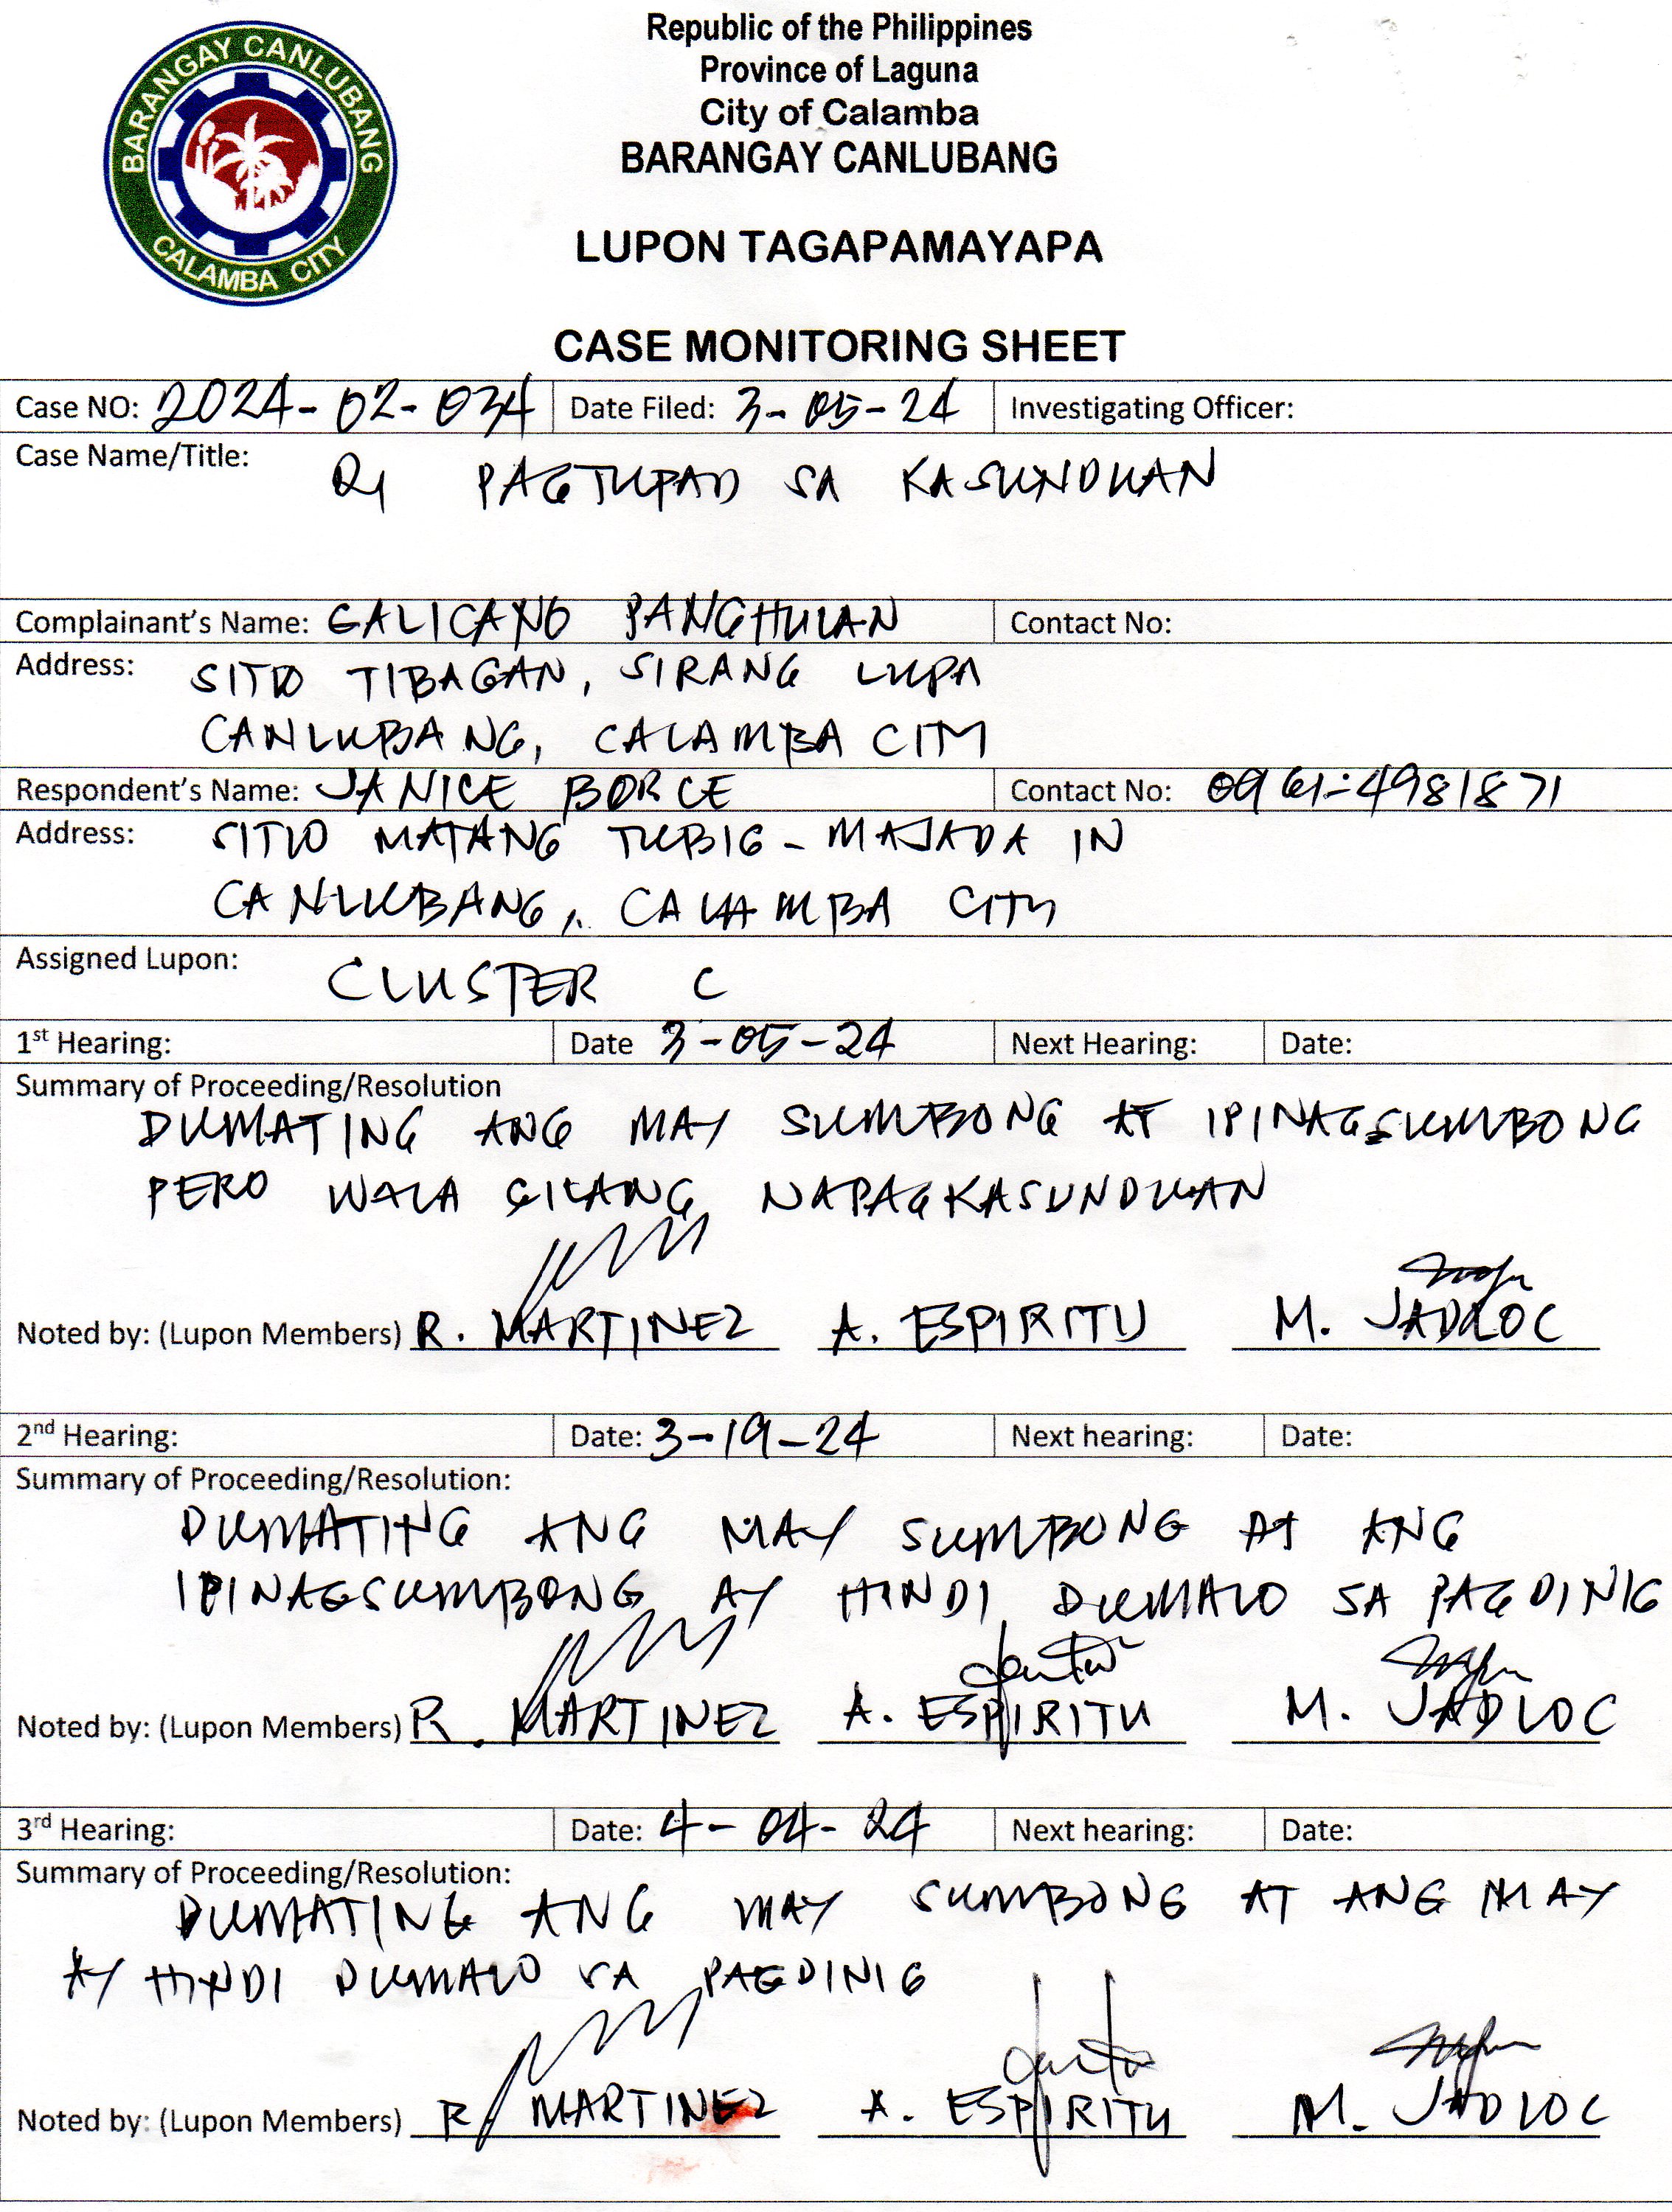 BARANGAY CANLUBANG
CALAMBA CITY
Republic of the Philippines
Province of Laguna
City of Calamba
BARANGAY CANLUBANG
LUPON TAGAPAMAYAPA
CASE MONITORING SHEET
Case NO: 2024-02-034 Date Filed: 3-05-24 Investigating Officer:
Case Name/Title: PAGTUPAD SA KASUNDUAN
Complainant's Name: GALICANO PANGHULAN Contact No:
Address: SITIO TIBAGAN, SIRANG LUPA
CANLUBANG, CALAMBA CITY
Respondent's Name: JANICE BORCE Contact No: 0961-4981871
Address: SITIO MATANG TUBIG - MAJADA IN
CANLUBANG, CALAMBA CITY
Assigned Lupon: CLUSTER C
1st Hearing: Date 3-05-24 Next Hearing: Date:
Summary of Proceeding/Resolution
DUMATING ANG MAY SUMBONG AT IPINAGSUMBONG
PERO WALA SILANG NAPAGKASUNDUAN
Noted by: (Lupon Members) R. MARTINEZ A. ESPIRITU M. JADLOC
2nd Hearing: Date: 3-19-24 Next hearing: Date:
Summary of Proceeding/Resolution:
DUMATING ANG MAY SUMBONG AT ANG
IPINAGSUMBONG AY HINDI DUMALO SA PAGDINIG
Noted by: (Lupon Members) R. MARTINEZ A. ESPIRITU M. JADLOC
3rd Hearing: Date: 4-04-24 Next hearing: Date:
Summary of Proceeding/Resolution:
DUMATING ANG MAY SUMBONG AT ANG MAY
AY HINDI DUMALO SA PAGDINIG
Noted by: (Lupon Members) R. MARTINEZ A. ESPIRITU M. JADLOC